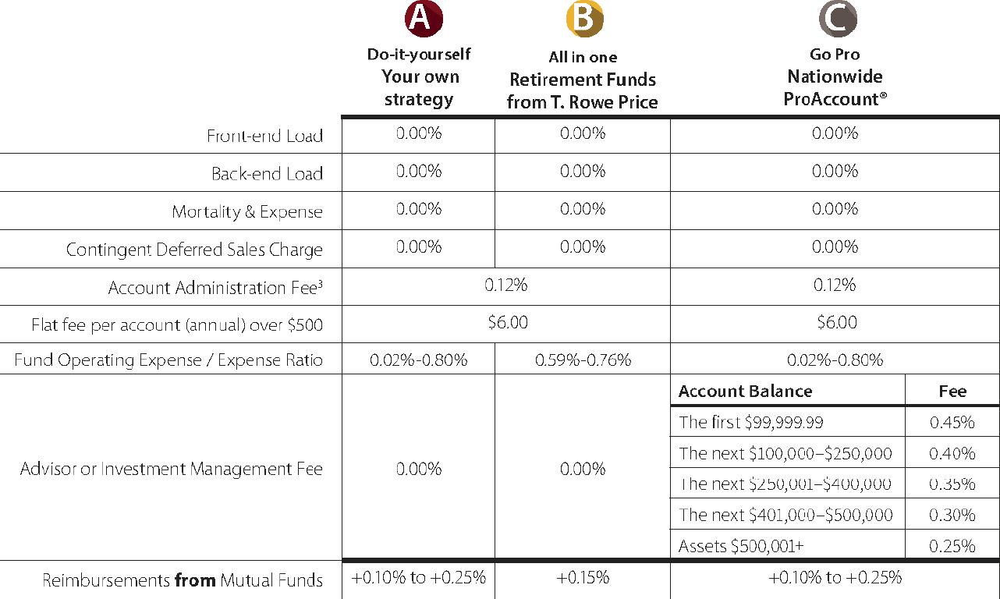 A B C
Do-it-yourself All in one Go Pro
Your own Retirement Funds Nationwide
strategy from T. Rowe Price ProAccount®
Front-end Load 0.00% 0.00% 0.00%
Back-end Load 0.00% 0.00% 0.00%
Mortality & Expense 0.00% 0.00% 0.00%
Contingent Deferred Sales Charge 0.00% 0.00% 0.00%
Account Administration Fee³ 0.12% 0.12%
Flat fee per account (annual) over $500 $6.00 $6.00
Fund Operating Expense / Expense Ratio 0.02%-0.80% 0.59%-0.76% 0.02%-0.80%
Account Balance Fee
The first $99,999.99 0.45%
The next $100,000–$250,000 0.40%
Advisor or Investment Management Fee 0.00% 0.00%
The next $250,001–$400,000 0.35%
The next $401,000–$500,000 0.30%
Assets $500,001+ 0.25%
Reimbursements from Mutual Funds +0.10% to +0.25% +0.15% +0.10% to +0.25%